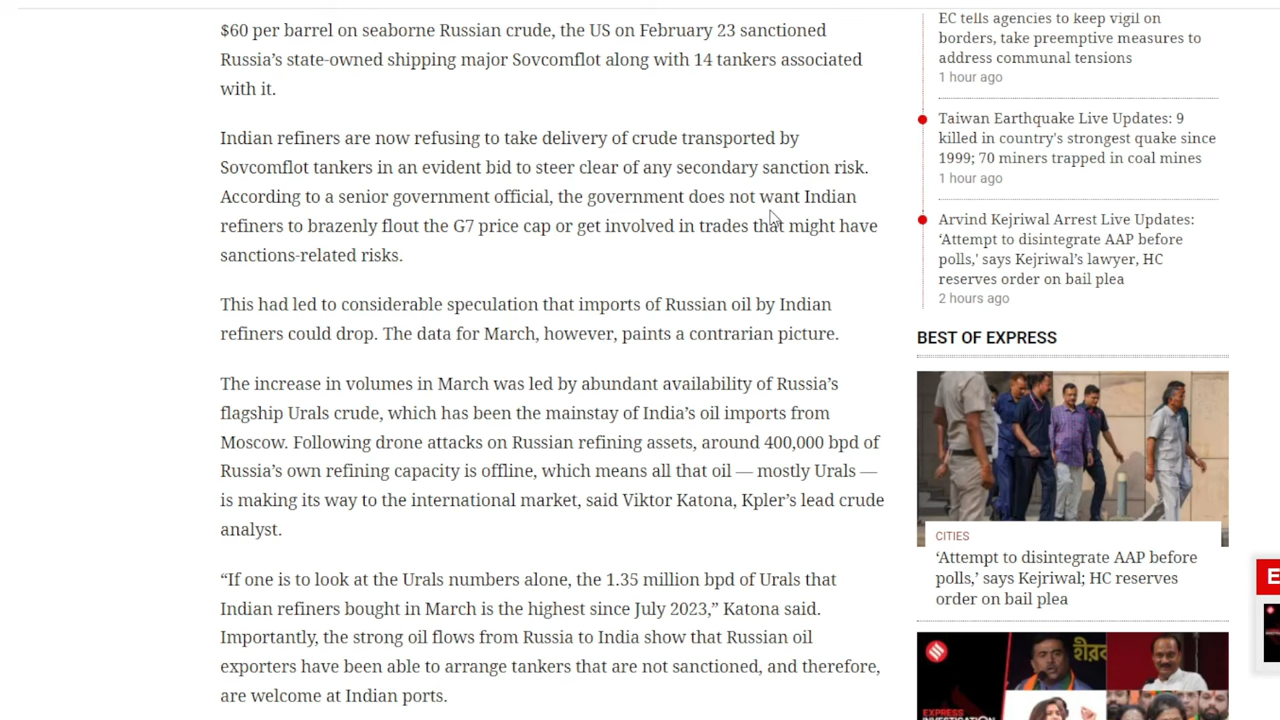 $60 per barrel on seaborne Russian crude, the US on February 23 sanctioned
Russia’s state-owned shipping major Sovcomflot along with 14 tankers associated
with it.
Indian refiners are now refusing to take delivery of crude transported by
Sovcomflot tankers in an evident bid to steer clear of any secondary sanction risk.
According to a senior government official, the government does not want Indian
refiners to brazenly flout the G7 price cap or get involved in trades that might have
sanctions-related risks.
This had led to considerable speculation that imports of Russian oil by Indian
refiners could drop. The data for March, however, paints a contrarian picture.
The increase in volumes in March was led by abundant availability of Russia’s
flagship Urals crude, which has been the mainstay of India’s oil imports from
Moscow. Following drone attacks on Russian refining assets, around 400,000 bpd of
Russia’s own refining capacity is offline, which means all that oil — mostly Urals —
is making its way to the international market, said Viktor Katona, Kpler’s lead crude
analyst.
“If one is to look at the Urals numbers alone, the 1.35 million bpd of Urals that
Indian refiners bought in March is the highest since July 2023,” Katona said.
Importantly, the strong oil flows from Russia to India show that Russian oil
exporters have been able to arrange tankers that are not sanctioned, and therefore,
are welcome at Indian ports.
EC tells agencies to keep vigil on
borders, take preemptive measures to
address communal tensions
1 hour ago
Taiwan Earthquake Live Updates: 9
killed in country's strongest quake since
1999; 70 miners trapped in coal mines
1 hour ago
Arvind Kejriwal Arrest Live Updates:
‘Attempt to disintegrate AAP before
polls,' says Kejriwal’s lawyer, HC
reserves order on bail plea
2 hours ago
BEST OF EXPRESS
CITIES
‘Attempt to disintegrate AAP before
polls,’ says Kejriwal; HC reserves
order on bail plea
EXPRESS
E